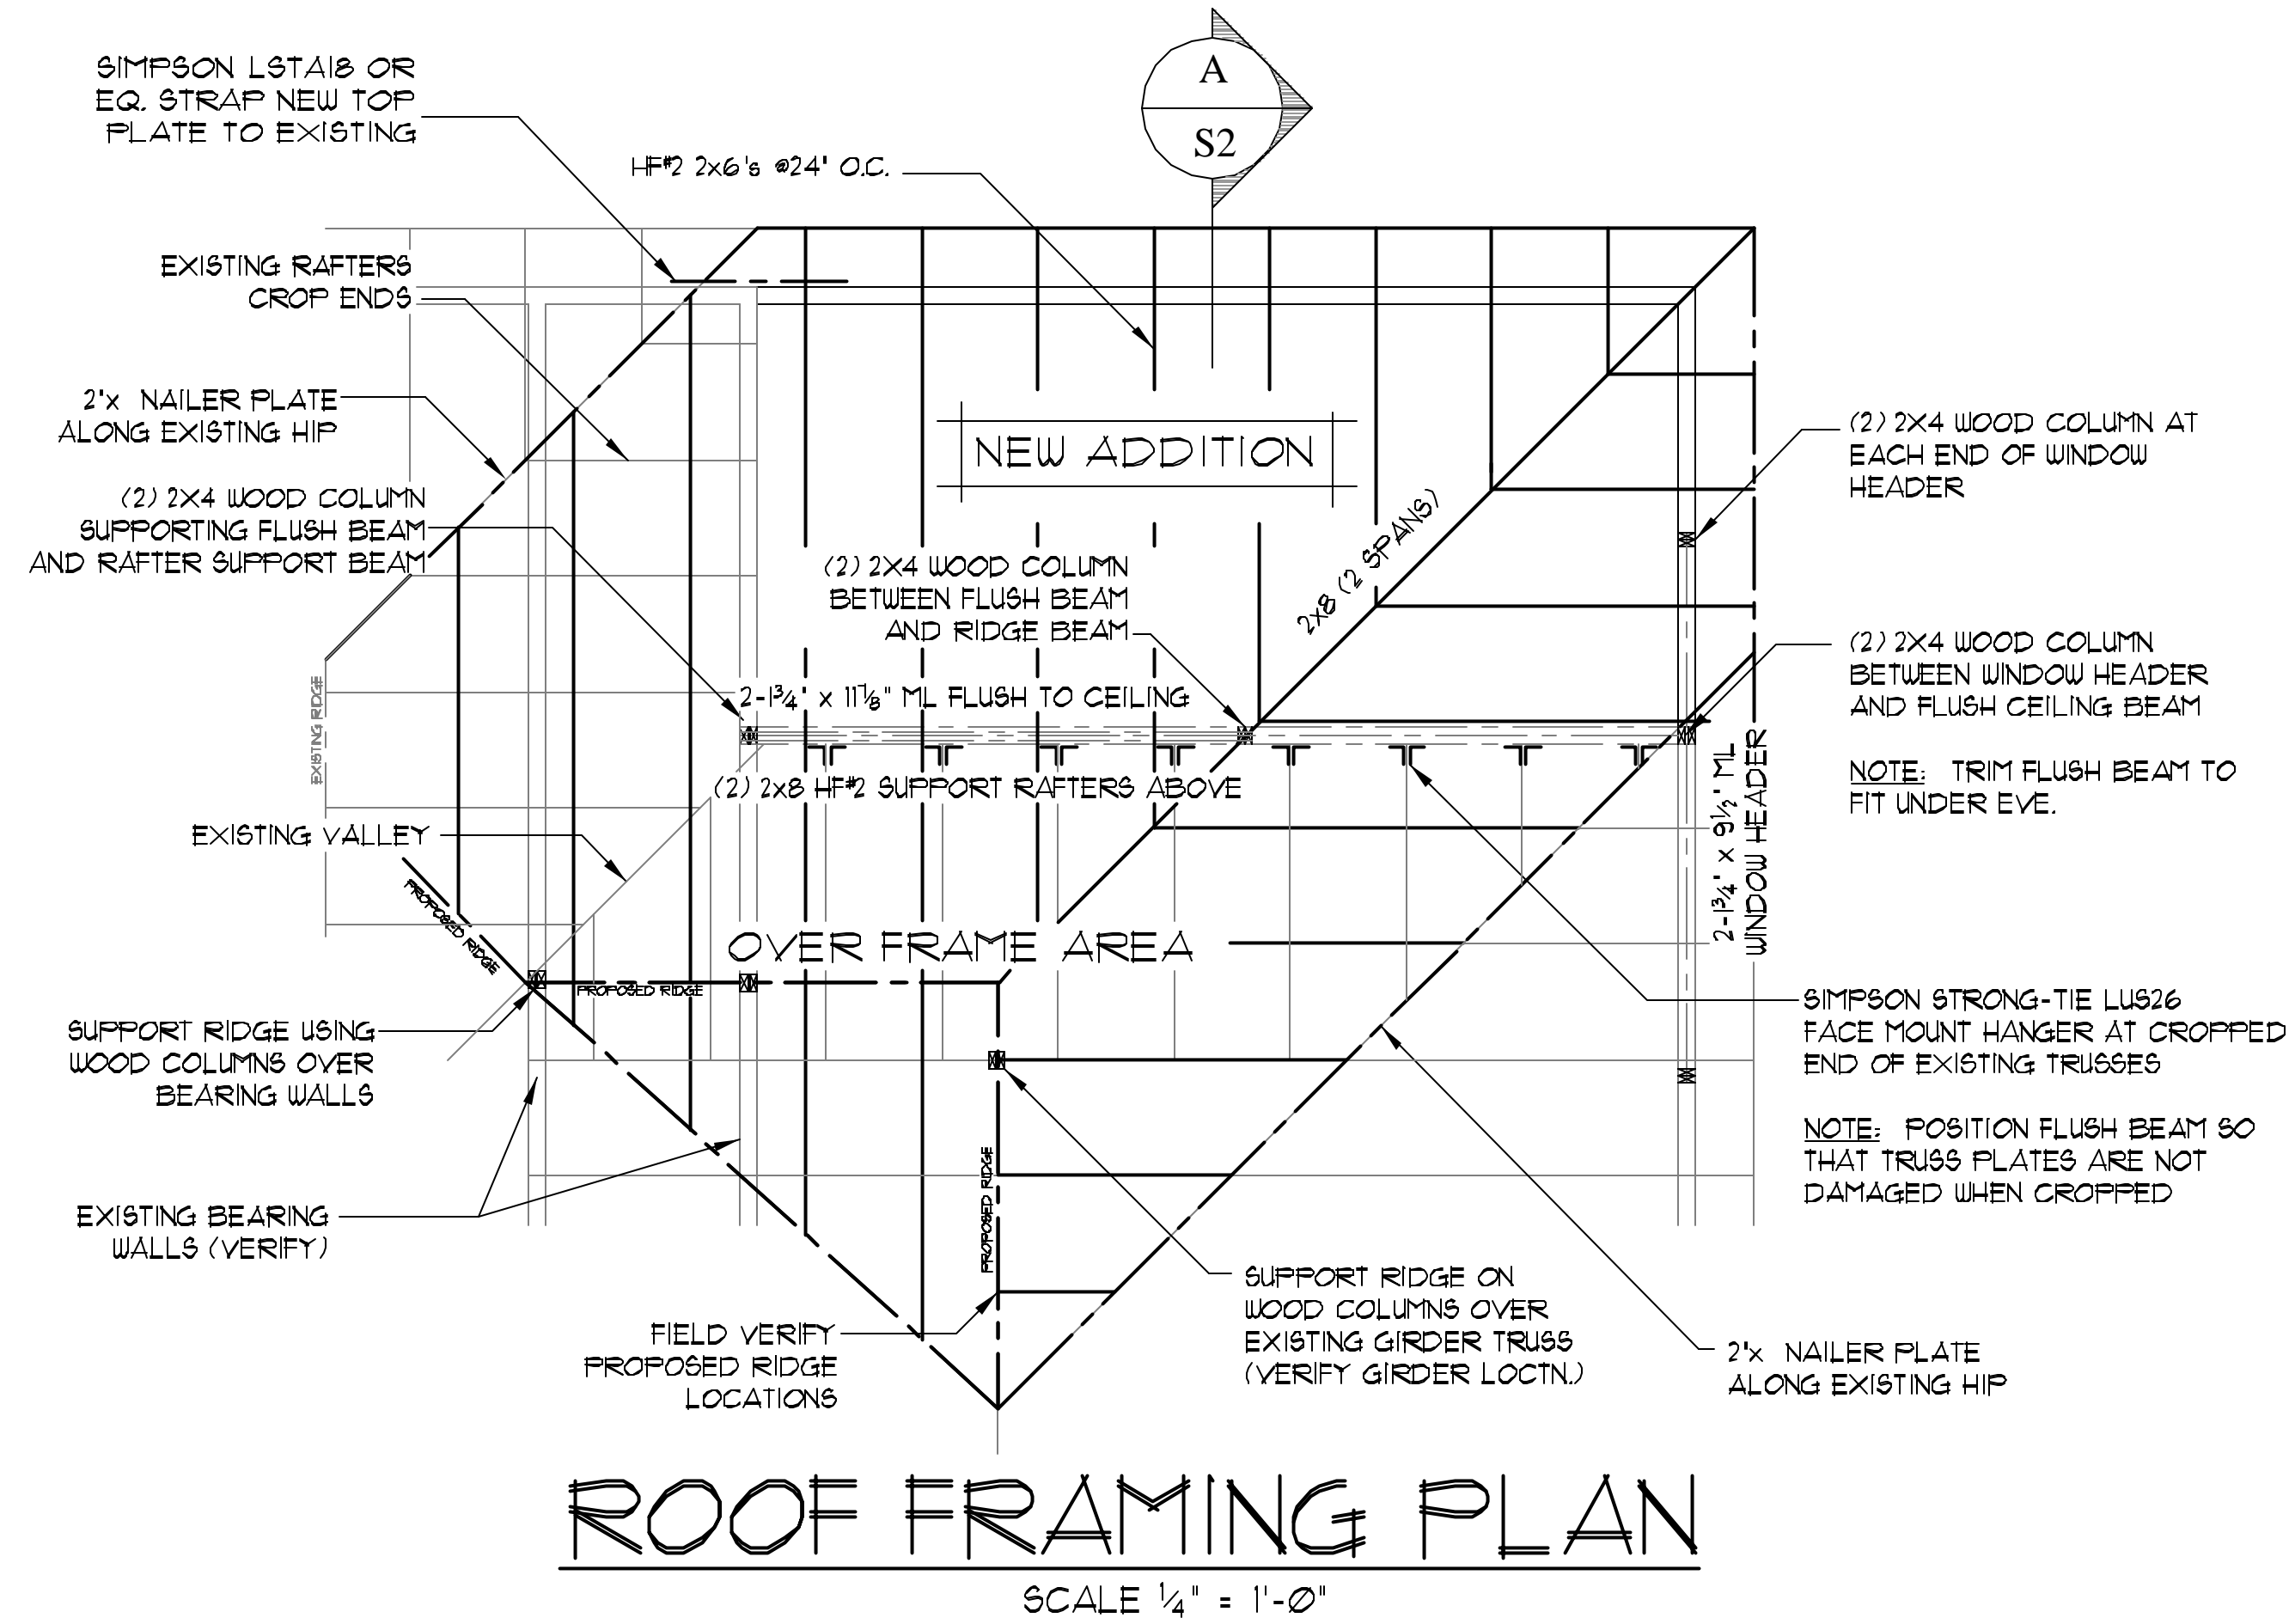 A
S2
SIMPSON LSTA18 OR
EQ. STRAP NEW TOP
PLATE TO EXISTING
HF#2 2x6's @24" O.C.
EXISTING RAFTERS
CROP ENDS
2"x NAILER PLATE
ALONG EXISTING HIP
(2) 2X4 WOOD COLUMN
SUPPORTING FLUSH BEAM
AND RAFTER SUPPORT BEAM
NEW ADDITION
(2) 2X4 WOOD COLUMN AT
EACH END OF WINDOW
HEADER
2x8 (2 SPANS)
(2) 2X4 WOOD COLUMN
BETWEEN FLUSH BEAM
AND RIDGE BEAM
(2) 2X4 WOOD COLUMN
BETWEEN WINDOW HEADER
AND FLUSH CEILING BEAM
NOTE: TRIM FLUSH BEAM TO
FIT UNDER EVE.
EXISTING RIDGE
2-1¾" x 11⅞" ML FLUSH TO CEILING
(2) 2x8 HF#2 SUPPORT RAFTERS ABOVE
2-1¾" x 9½" ML
WINDOW HEADER
EXISTING VALLEY
PROPOSED RIDGE
OVER FRAME AREA
PROPOSED RIDGE
SUPPORT RIDGE USING
WOOD COLUMNS OVER
BEARING WALLS
SIMPSON STRONG-TIE LUS26
FACE MOUNT HANGER AT CROPPED
END OF EXISTING TRUSSES
NOTE: POSITION FLUSH BEAM SO
THAT TRUSS PLATES ARE NOT
DAMAGED WHEN CROPPED
EXISTING BEARING
WALLS (VERIFY)
PROPOSED RIDGE
FIELD VERIFY
PROPOSED RIDGE
LOCATIONS
SUPPORT RIDGE ON
WOOD COLUMNS OVER
EXISTING GIRDER TRUSS
(VERIFY GIRDER LOCTN.)
2"x NAILER PLATE
ALONG EXISTING HIP
ROOF FRAMING PLAN
SCALE ¼" = 1'-0"